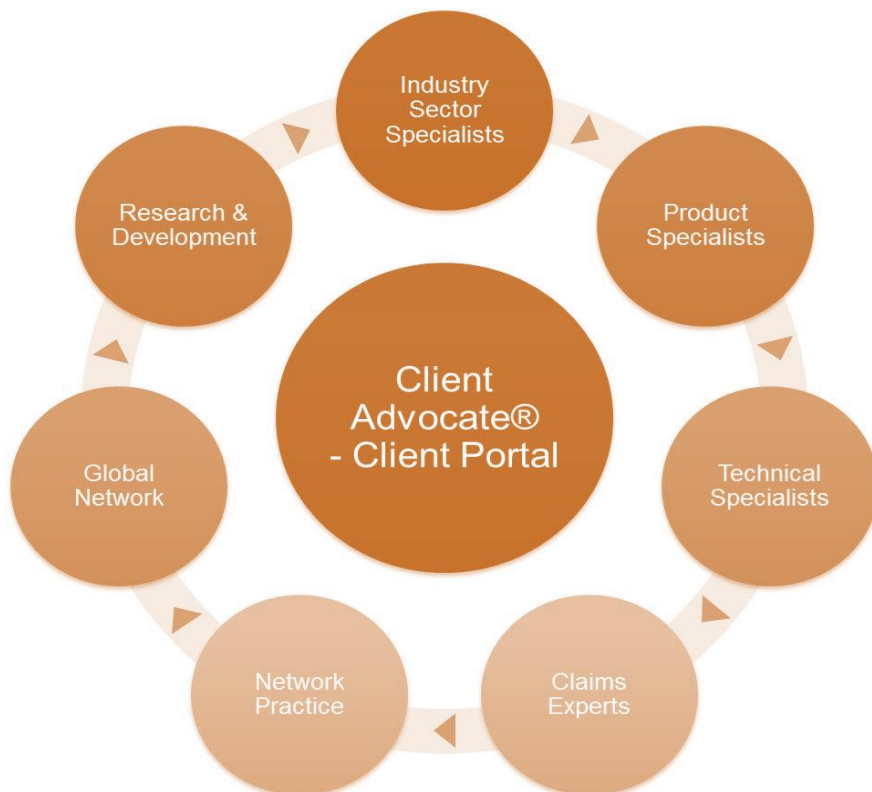 Industry
Sector
Specialists
Product
Specialists
Technical
Specialists
Claims
Experts
Network
Practice
Global
Network
Research &
Development
Client
Advocate®
- Client Portal